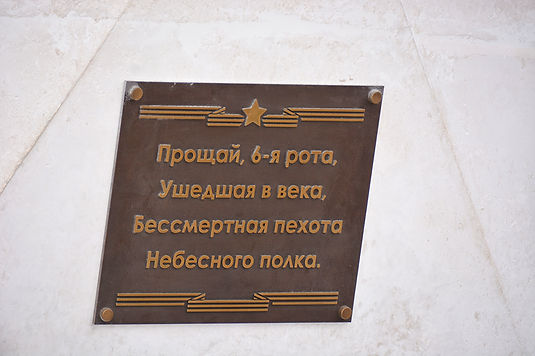 Прощай, 6-я рота,
Ушедшая в века,
Бессмертная пехота
Небесного полка.